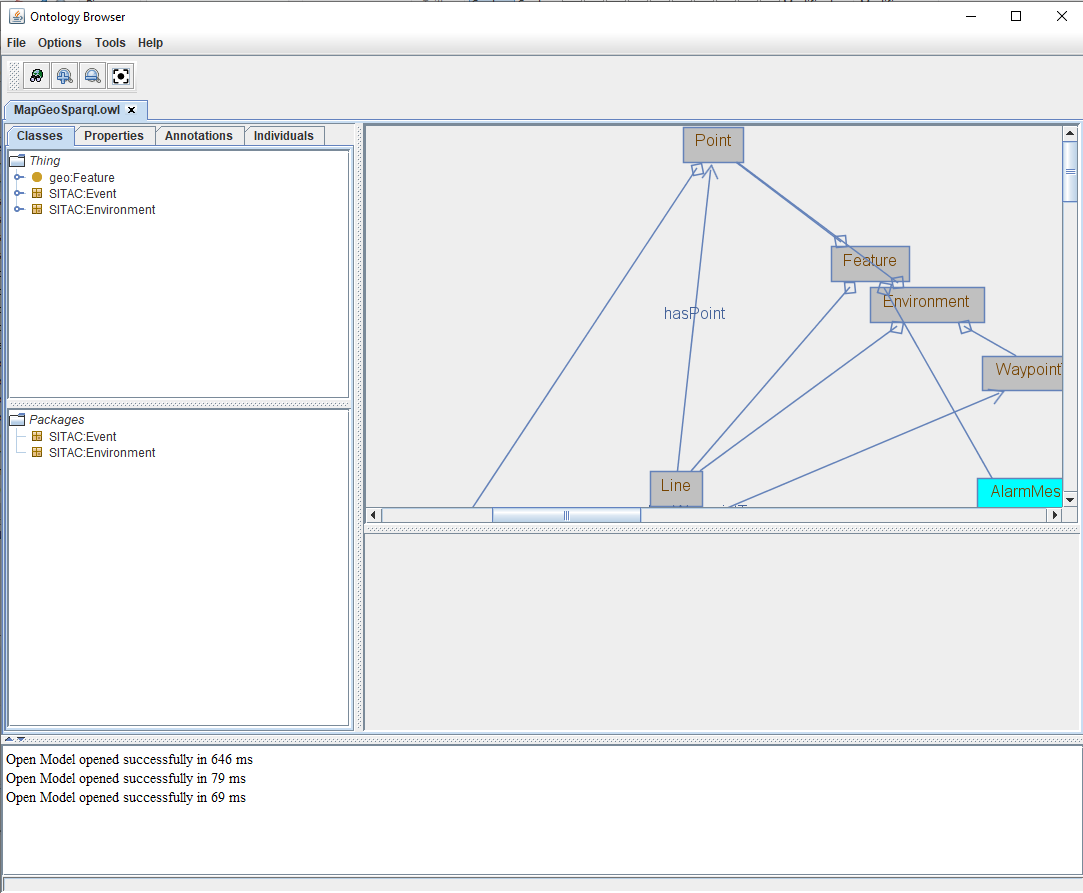 Ontology Browser
File Options Tools Help
MapGeoSparql.owl
Classes Properties Annotations Individuals
Thing
geo:Feature
SITAC:Event
SITAC:Environment
Packages
SITAC:Event
SITAC:Environment
Point
Feature
Environment
hasPoint
Waypoint
Line
AlarmMes
Open Model opened successfully in 646 ms
Open Model opened successfully in 79 ms
Open Model opened successfully in 69 ms